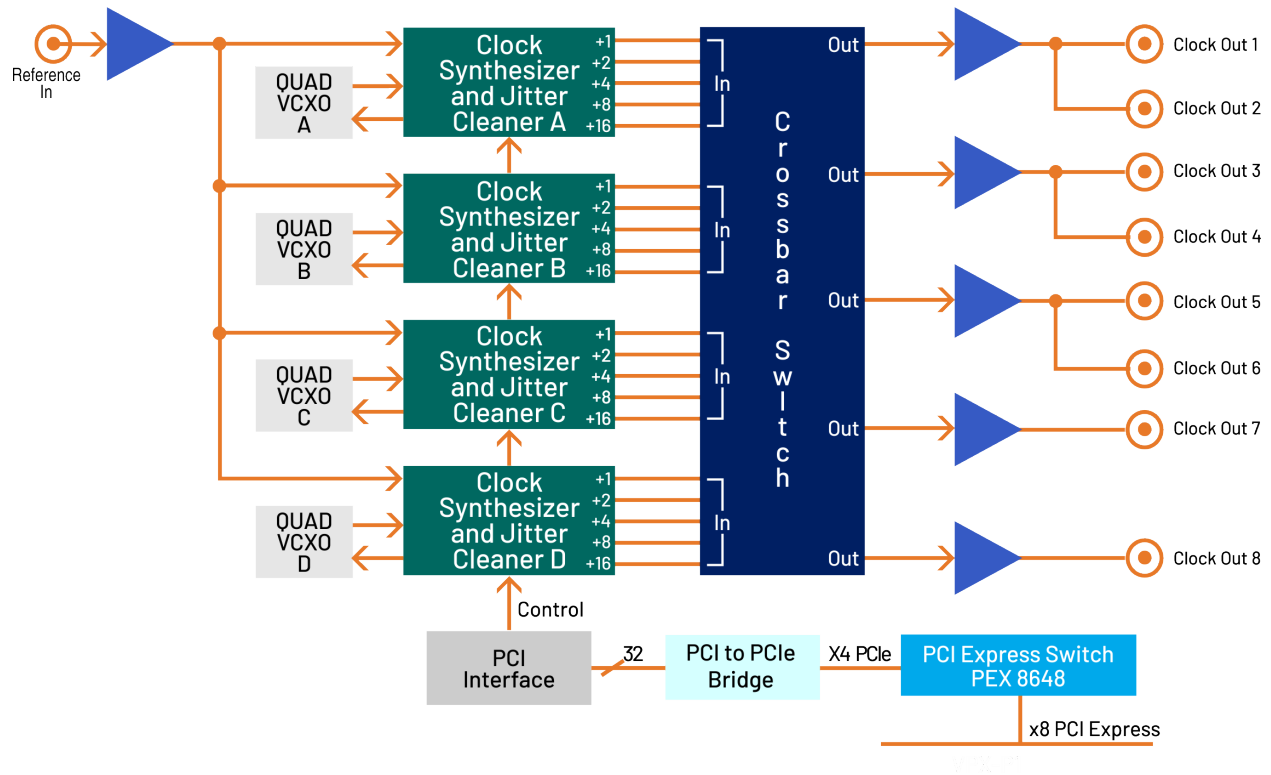 Reference
In
QUAD
VCXO
A
Clock
Synthesizer
and Jitter
Cleaner A
+1
+2
+4
+8
+16
In
QUAD
VCXO
B
Clock
Synthesizer
and Jitter
Cleaner B
+1
+2
+4
+8
+16
In
QUAD
VCXO
C
Clock
Synthesizer
and Jitter
Cleaner C
+1
+2
+4
+8
+16
In
QUAD
VCXO
D
Clock
Synthesizer
and Jitter
Cleaner D
+1
+2
+4
+8
+16
In
Crossbar SwItch
Out
Out
Out
Out
Out
Clock Out 1
Clock Out 2
Clock Out 3
Clock Out 4
Clock Out 5
Clock Out 6
Clock Out 7
Clock Out 8
Control
PCI
Interface
32
PCI to PCIe
Bridge
X4 PCIe
PCI Express Switch
PEX 8648
x8 PCI Express